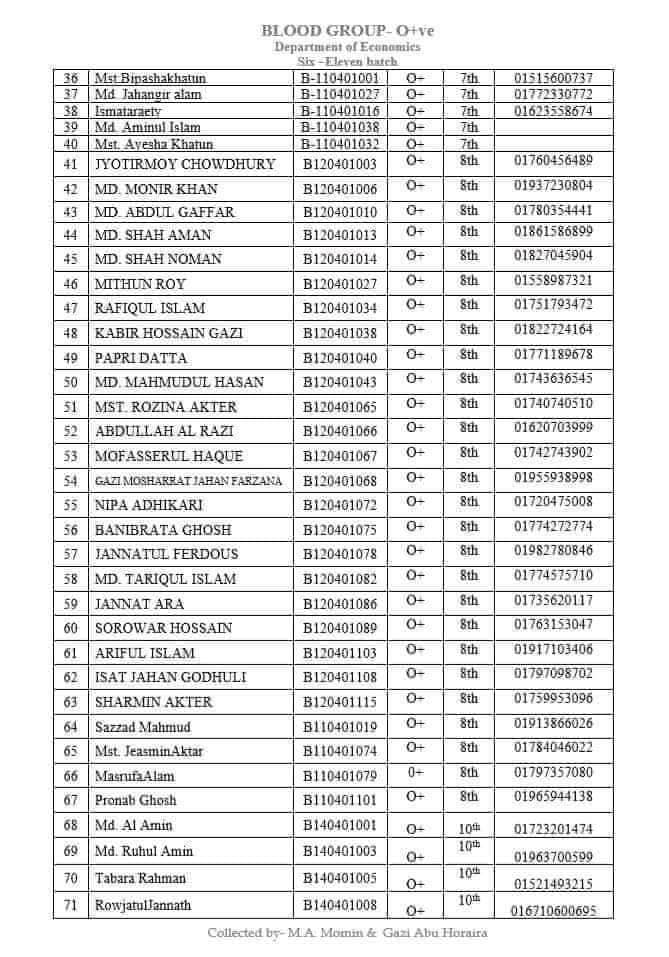 BLOOD GROUP- O+ve
Department of Economics
Six –Eleven batch
36 Mst.Bipashakhatun B-110401001 O+ 7th 01515600737
37 Md. Jahangir alam B-110401027 O+ 7th 01772330772
38 Ismataraety B-110401016 O+ 7th 01623558674
39 Md. Aminul Islam B-110401038 O+ 7th
40 Mst. Ayesha Khatun B-110401032 O+ 7th
41 JYOTIRMOY CHOWDHURY B120401003 O+ 8th 01760456489
42 MD. MONIR KHAN B120401006 O+ 8th 01937230804
43 MD. ABDUL GAFFAR B120401010 O+ 8th 01780354441
44 MD. SHAH AMAN B120401013 O+ 8th 01861586899
45 MD. SHAH NOMAN B120401014 O+ 8th 01827045904
46 MITHUN ROY B120401027 O+ 8th 01558987321
47 RAFIQUL ISLAM B120401034 O+ 8th 01751793472
48 KABIR HOSSAIN GAZI B120401038 O+ 8th 01822724164
49 PAPRI DATTA B120401040 O+ 8th 01771189678
50 MD. MAHMUDUL HASAN B120401043 O+ 8th 01743636545
51 MST. ROZINA AKTER B120401065 O+ 8th 01740740510
52 ABDULLAH AL RAZI B120401066 O+ 8th 01620703999
53 MOFASSERUL HAQUE B120401067 O+ 8th 01742743902
54 GAZI MOSHARRAT JAHAN FARZANA B120401068 O+ 8th 01955938998
55 NIPA ADHIKARI B120401072 O+ 8th 01720475008
56 BANIBRATA GHOSH B120401075 O+ 8th 01774272774
57 JANNATUL FERDOUS B120401078 O+ 8th 01982780846
58 MD. TARIQUL ISLAM B120401082 O+ 8th 01774575710
59 JANNAT ARA B120401086 O+ 8th 01735620117
60 SOROWAR HOSSAIN B120401089 O+ 8th 01763153047
61 ARIFUL ISLAM B120401103 O+ 8th 01917103406
62 ISAT JAHAN GODHULI B120401108 O+ 8th 01797098702
63 SHARMIN AKTER B120401115 O+ 8th 01759953096
64 Sazzad Mahmud B110401019 O+ 8th 01913866026
65 Mst. JeasminAktar B110401074 O+ 8th 01784046022
66 MasrufaAlam B110401079 0+ 8th 01797357080
67 Pronab Ghosh B110401101 O+ 8th 01965944138
68 Md. Al Amin B140401001 O+ 10th 01723201474
69 Md. Ruhul Amin B140401003 O+ 10th 01963700599
70 Tabara Rahman B140401005 O+ 10th 01521493215
71 RowjatulJannath B140401008 O+ 10th 016710600695
Collected by- M.A. Momin & Gazi Abu Horaira